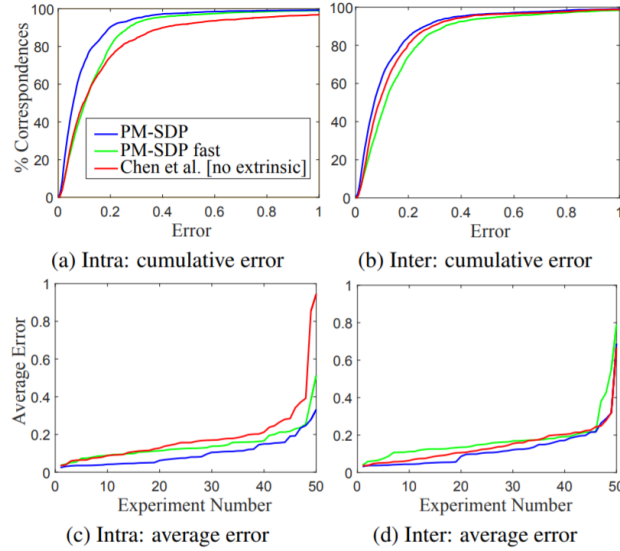 100
80
60
40
20
0
% Correspondences
PM-SDP
PM-SDP fast
Chen et al. [no extrinsic]
0 0.2 0.4 0.6 0.8 1
Error
(a) Intra: cumulative error
100
80
60
40
20
0
0 0.2 0.4 0.6 0.8 1
Error
(b) Inter: cumulative error
1
0.8
0.6
0.4
0.2
0
Average Error
0 10 20 30 40 50
Experiment Number
(c) Intra: average error
1
0.8
0.6
0.4
0.2
0
0 10 20 30 40 50
Experiment Number
(d) Inter: average error